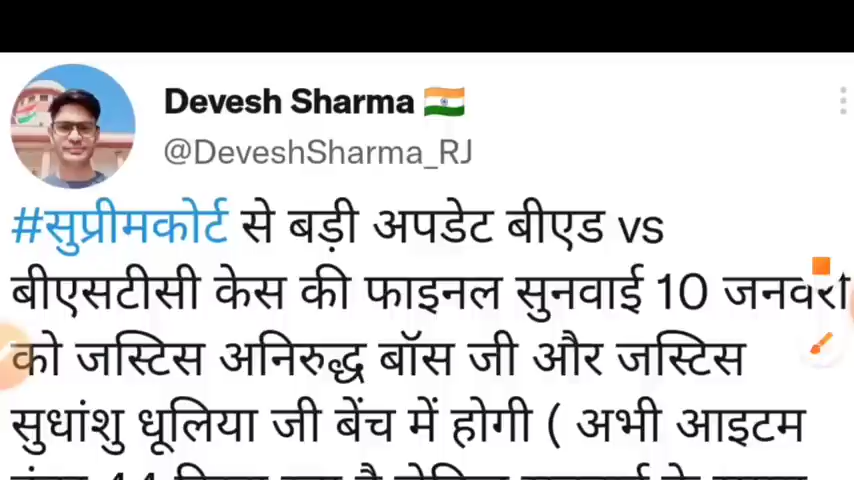 Devesh Sharma 🇮🇳
@DeveshSharma_RJ
#सुप्रीमकोर्ट से बड़ी अपडेट बीएड vs
बीएसटीसी केस की फाइनल सुनवाई 10 जनवरी
को जस्टिस अनिरुद्ध बॉस जी और जस्टिस
सुधांशु धूलिया जी बेंच में होगी ( अभी आइटम